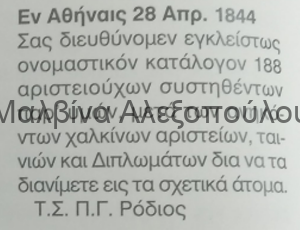 Εν Αθήναις 28 Απρ. 1844
Σας διευθύνομεν εγκλείστως
ονομαστικόν κατάλογον 188
αριστειούχων συστηθέντων
Μαλβίνα Αλεξοπούλου
ντων χαλκίνων αριστείων, ται-
νιών και Διπλωμάτων δια να τα
διανίμετε εις τα σχετικά άτομα.
Τ.Σ. Π.Γ. Ρόδιος